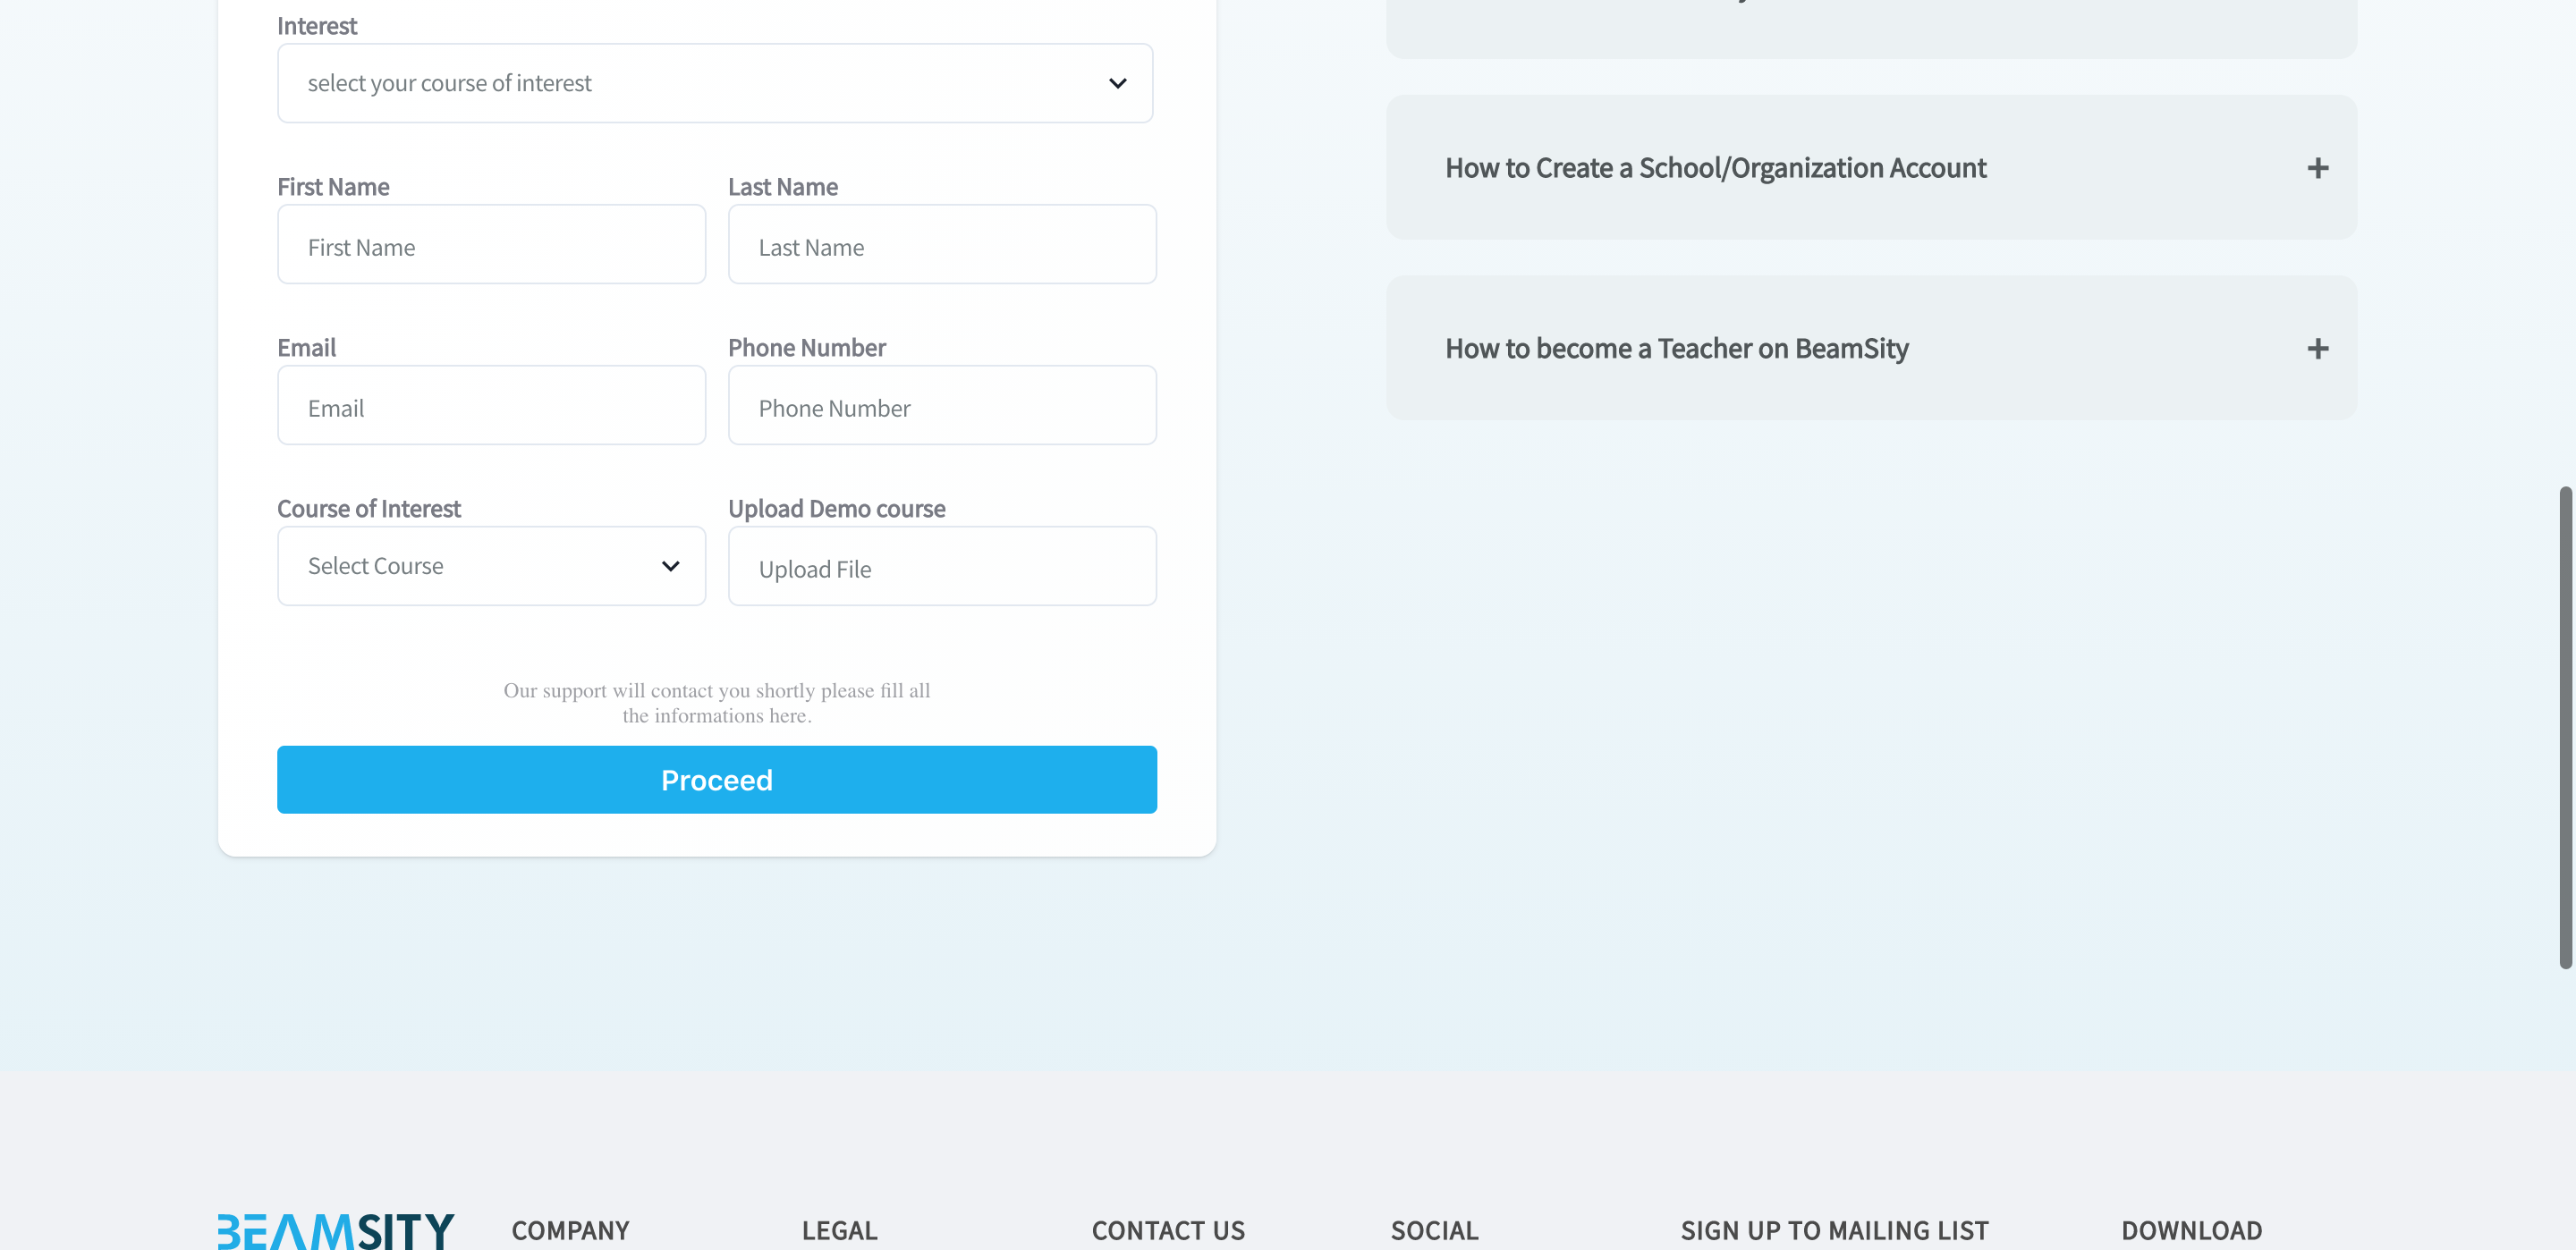 Interest
select your course of interest
First Name
Last Name
First Name
Last Name
Email
Phone Number
Email
Phone Number
Course of Interest
Upload Demo course
Select Course
Upload File
Our support will contact you shortly please fill all
the informations here.
Proceed
How to Create a School/Organization Account
How to become a Teacher on BeamSity
BEAMSITY
COMPANY
LEGAL
CONTACT US
SOCIAL
SIGN UP TO MAILING LIST
DOWNLOAD